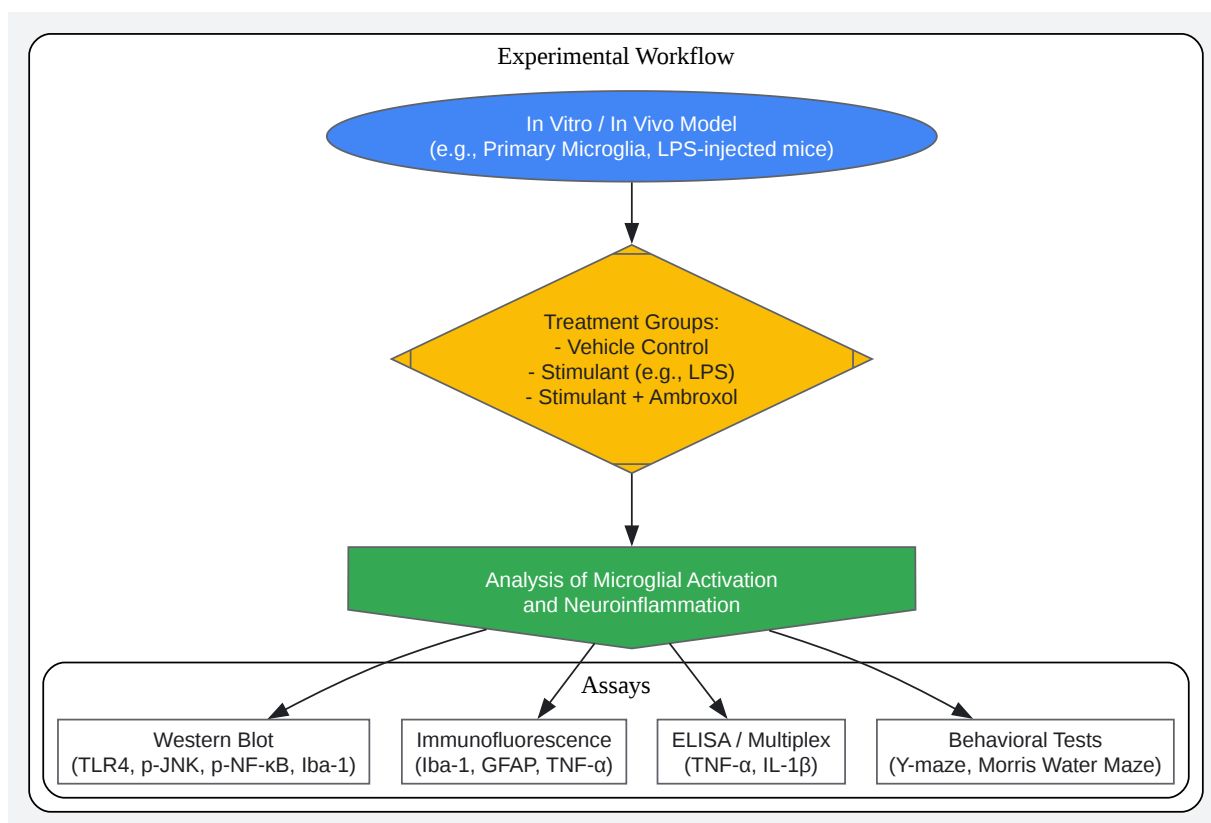 Experimental Workflow
In Vitro / In Vivo Model
(e.g., Primary Microglia, LPS-injected mice)
Treatment Groups:
- Vehicle Control
- Stimulant (e.g., LPS)
- Stimulant + Ambroxol
Analysis of Microglial Activation
and Neuroinflammation
Assays
Western Blot
(TLR4, p-JNK, p-NF-κB, Iba-1)
Immunofluorescence
(Iba-1, GFAP, TNF-α)
ELISA / Multiplex
(TNF-α, IL-1β)
Behavioral Tests
(Y-maze, Morris Water Maze)